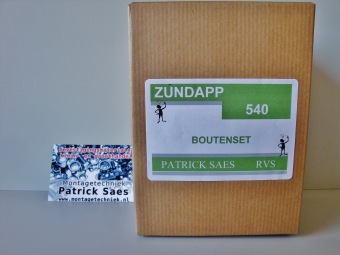 ZUNDAPP
540
BOUTENSET
PATRICK SAES RVS
Montagetechniek
Patrick Saes
www.montagetechniek.nl